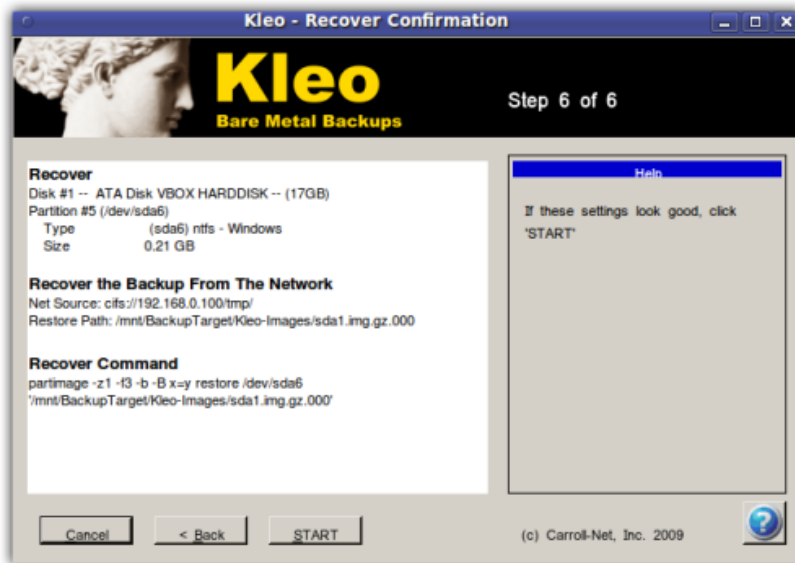 Kleo - Recover Confirmation
Kleo
Bare Metal Backups
Step 6 of 6
Recover
Disk #1 -- ATA Disk VBOX HARDDISK -- (17GB)
Partition #5 (/dev/sda6)
Type (sda6) ntfs - Windows
Size 0.21 GB
Recover the Backup From The Network
Net Source: cifs://192.168.0.100/tmp/
Restore Path: /mnt/BackupTarget/Kleo-Images/sda1.img.gz.000
Recover Command
partimage -z1 -f3 -b -B x=y restore /dev/sda6
'/mnt/BackupTarget/Kleo-Images/sda1.img.gz.000'
Help
If these settings look good, click
'START'
Cancel
< Back
START
(c) Carroll-Net, Inc. 2009
?